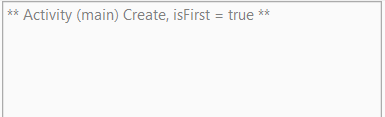 ** Activity (main) Create, isFirst = true **